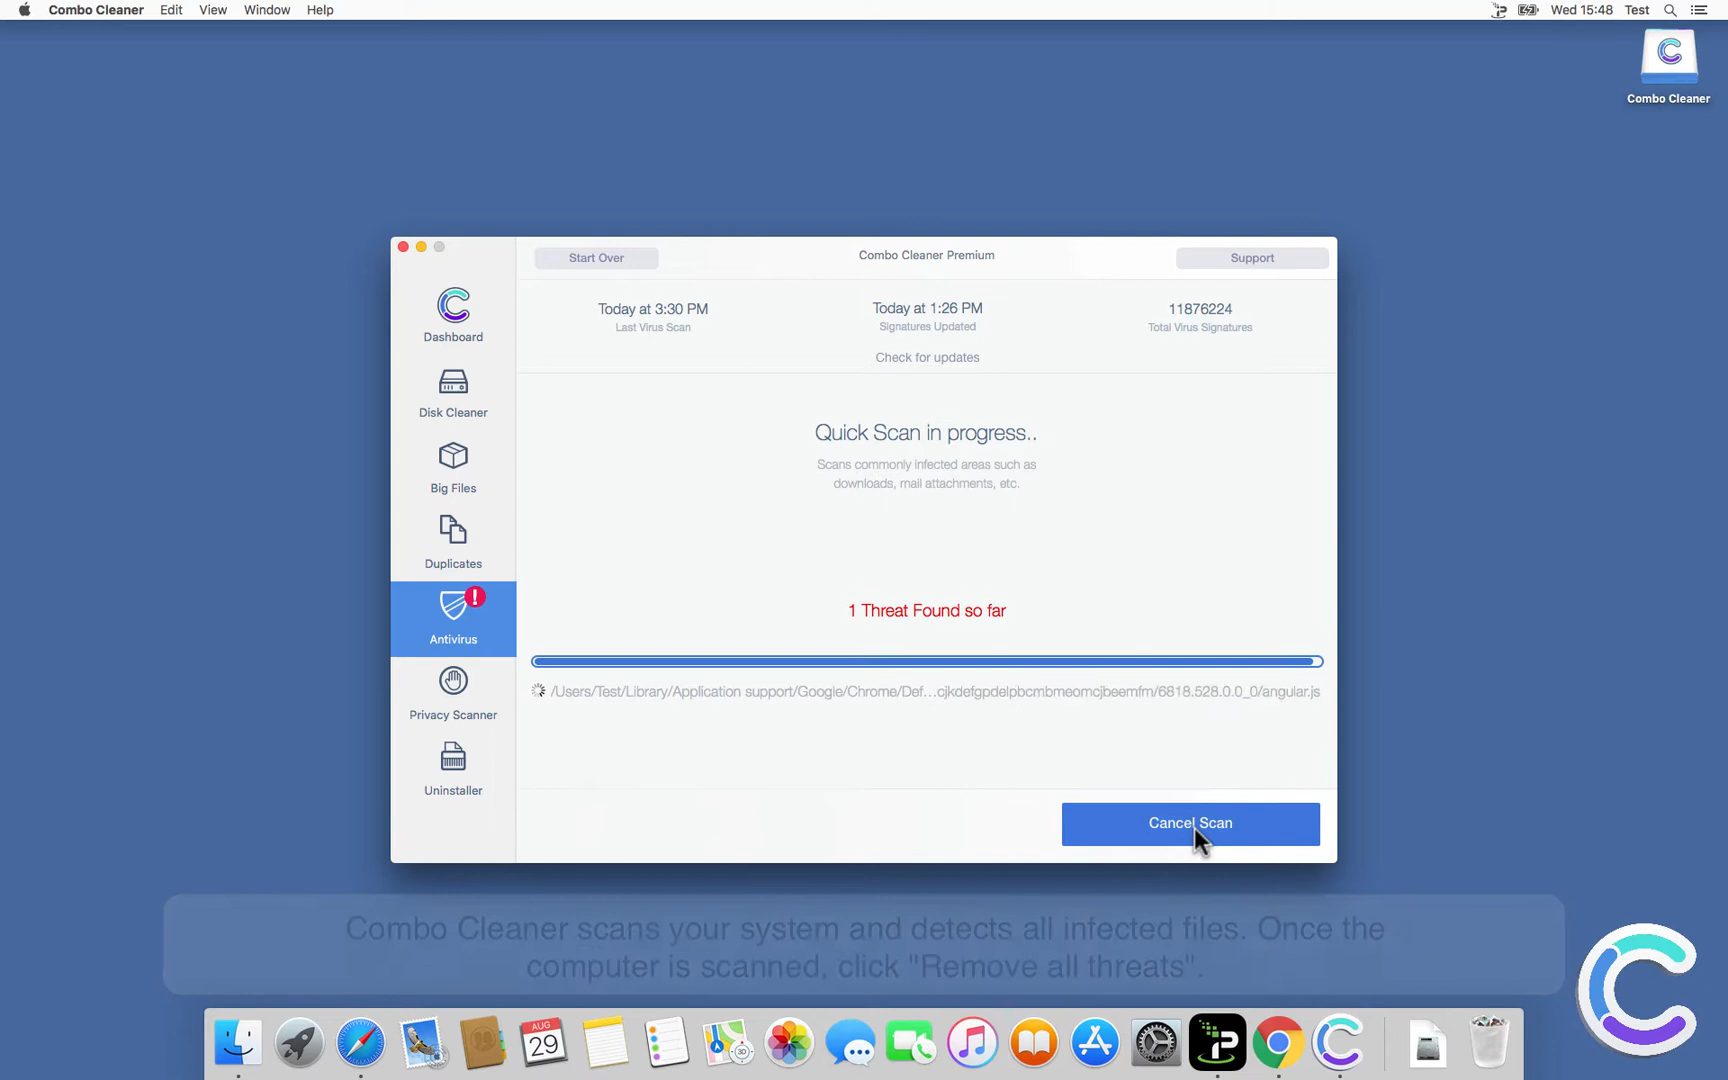 Combo Cleaner Edit View Window Help Wed 15:48 Test
Combo Cleaner
Start Over Combo Cleaner Premium Support
Today at 3:30 PM Today at 1:26 PM 11876224
Last Virus Scan Signatures Updated Total Virus Signatures
Check for updates
Dashboard
Disk Cleaner
Big Files
Duplicates
Antivirus
Privacy Scanner
Uninstaller
Quick Scan in progress..
Scans commonly infected areas such as
downloads, mail attachments, etc.
1 Threat Found so far
/Users/Test/Library/Application support/Google/Chrome/Def...ojkdefgpdelpbcmbmeomcjbeemfm/6818.528.0.0_0/angular.js
Cancel Scan
Combo Cleaner scans your system and detects all infected files. Once the
computer is scanned, click "Remove all threats".
AUG
29
3D